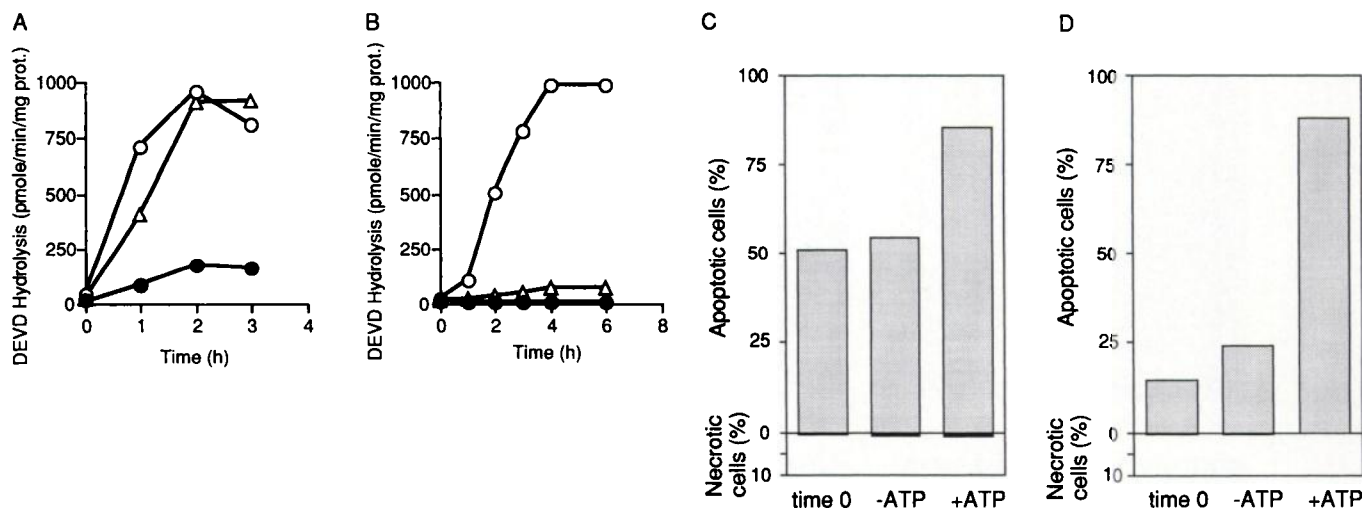 A
DEVD Hydrolysis (pmole/min/mg prot.)
1000
750
500
250
0
0 1 2 3 4
Time (h)
B
DEVD Hydrolysis (pmole/min/mg prot.)
1000
750
500
250
0
0 2 4 6 8
Time (h)
C
Apoptotic cells (%)
100
75
50
25
0
Necrotic
cells (%)
10
time 0 -ATP +ATP
D
Apoptotic cells (%)
100
75
50
25
0
Necrotic
cells (%)
10
time 0 -ATP +ATP